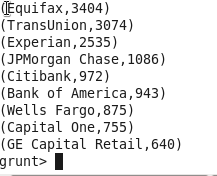 (Equifax,3404)
(TransUnion,3074)
(Experian,2535)
(JPMorgan Chase,1086)
(Citibank,972)
(Bank of America,943)
(Wells Fargo,875)
(Capital One,755)
(GE Capital Retail,640)
grunt>